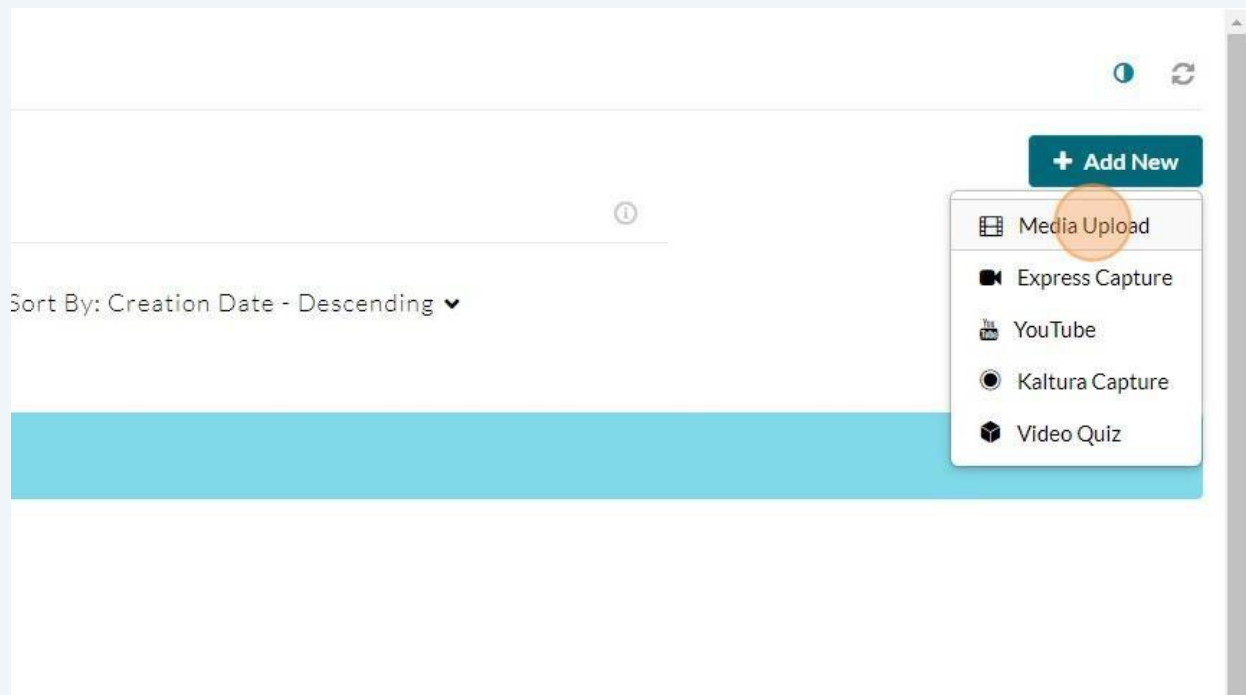 + Add New
Media Upload
Express Capture
Sort By: Creation Date - Descending
YouTube
Kaltura Capture
Video Quiz